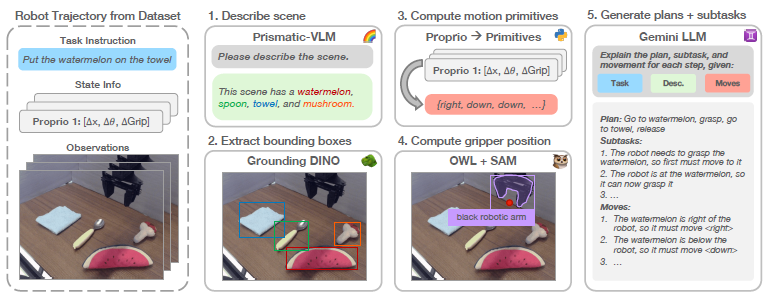 Robot Trajectory from Dataset
Task Instruction
Put the watermelon on the towel
State Info
Proprio 1: [Δx, Δθ, ΔGrip]
Observations
1. Describe scene
Prismatic-VLM
Please describe the scene.
This scene has a watermelon,
spoon, towel, and mushroom.
2. Extract bounding boxes
Grounding DINO
3. Compute motion primitives
Proprio → Primitives
Proprio 1: [Δx, Δθ, ΔGrip]
{right, down, down, …}
4. Compute gripper position
OWL + SAM
black robotic arm
5. Generate plans + subtasks
Gemini LLM
Explain the plan, subtask, and
movement for each step, given:
Task Desc. Moves
Plan: Go to watermelon, grasp, go
to towel, release
Subtasks:
1. The robot needs to grasp the
watermelon, so first must move to it
2. The robot is at the watermelon, so
it can now grasp it
3. …
Moves:
1. The watermelon is right of the
robot, so it must move <right>
2. The watermelon is below the
robot, so it must move <down>
3. …